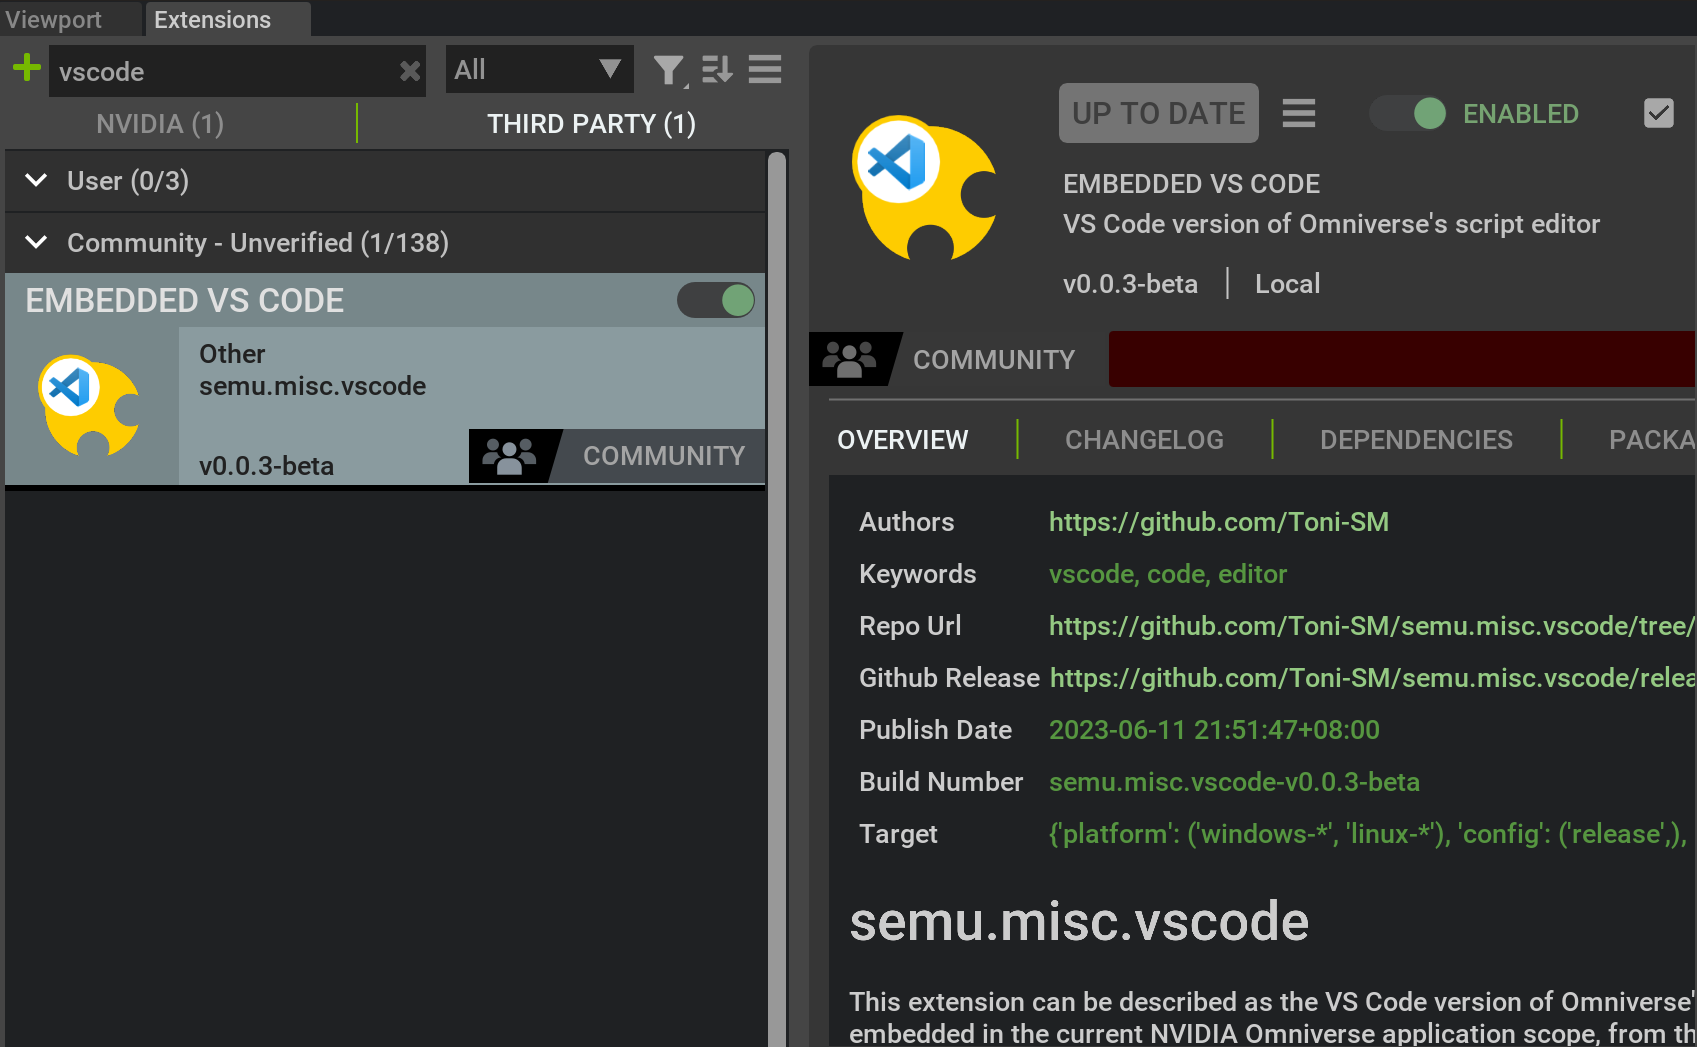 Viewport
Extensions
vscode
All
NVIDIA (1)
THIRD PARTY (1)
User (0/3)
Community - Unverified (1/138)
EMBEDDED VS CODE
Other
semu.misc.vscode
v0.0.3-beta
COMMUNITY
UP TO DATE
ENABLED
EMBEDDED VS CODE
VS Code version of Omniverse's script editor
v0.0.3-beta
Local
COMMUNITY
OVERVIEW
CHANGELOG
DEPENDENCIES
PACKA
Authors https://github.com/Toni-SM
Keywords vscode, code, editor
Repo Url https://github.com/Toni-SM/semu.misc.vscode/tree/
Github Release https://github.com/Toni-SM/semu.misc.vscode/relea
Publish Date 2023-06-11 21:51:47+08:00
Build Number semu.misc.vscode-v0.0.3-beta
Target {'platform': ('windows-*', 'linux-*'), 'config': ('release',),
semu.misc.vscode
This extension can be described as the VS Code version of Omniverse'
embedded in the current NVIDIA Omniverse application scope, from th